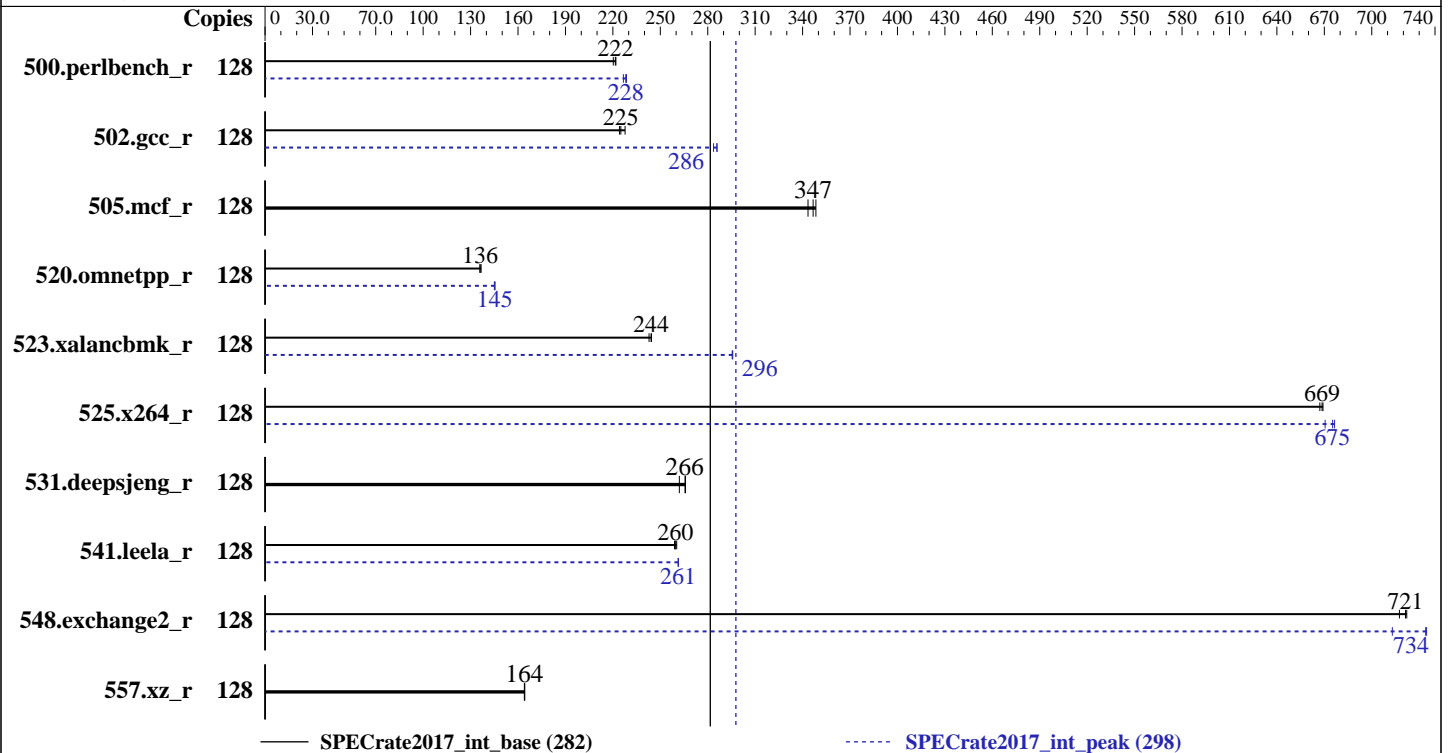 Copies 0 30.0 70.0 100 130 160 190 220 250 280 310 340 370 400 430 460 490 520 550 580 610 640 670 700 740
500.perlbench_r 128 222
228
502.gcc_r 128 225
286
505.mcf_r 128 347
520.omnetpp_r 128 136
145
523.xalancbmk_r 128 244
296
525.x264_r 128 669
675
531.deepsjeng_r 128 266
541.leela_r 128 260
261
548.exchange2_r 128 721
734
557.xz_r 128 164
SPECrate2017_int_base (282) SPECrate2017_int_peak (298)